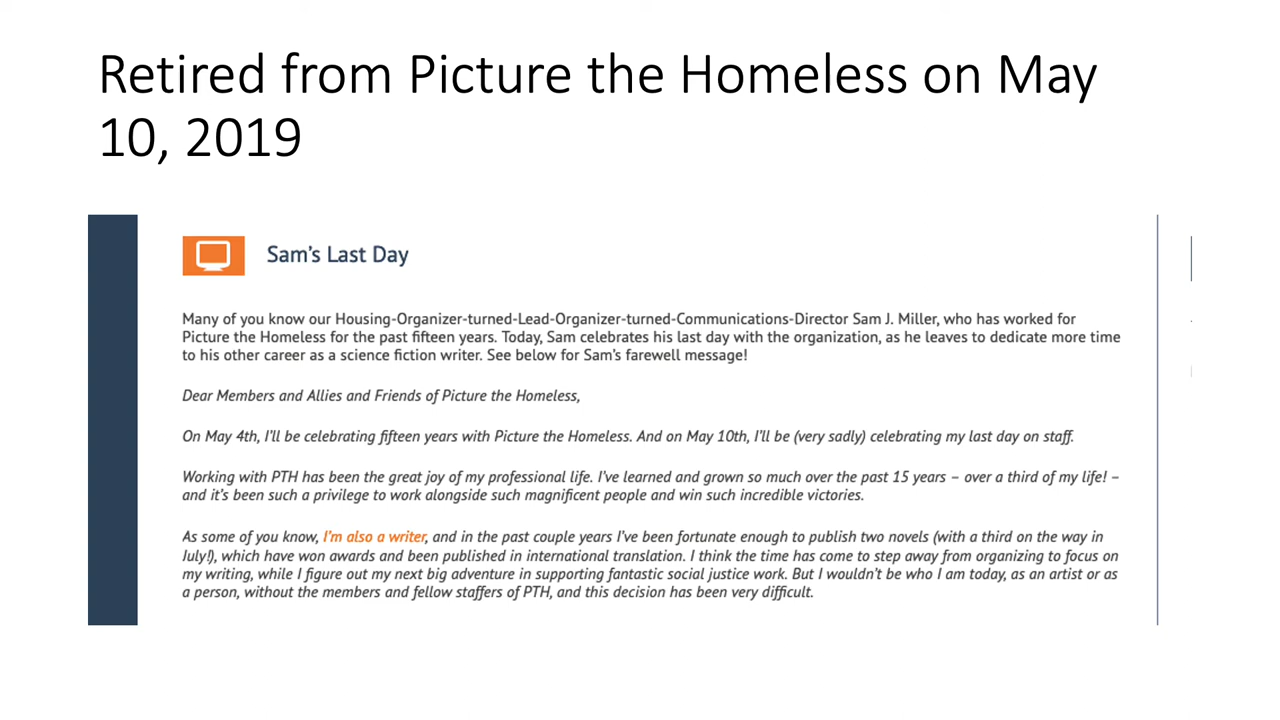 Retired from Picture the Homeless on May
10, 2019
Sam's Last Day
Many of you know our Housing-Organizer-turned-Lead-Organizer-turned-Communications-Director Sam J. Miller, who has worked for
Picture the Homeless for the past fifteen years. Today, Sam celebrates his last day with the organization, as he leaves to dedicate more time
to his other career as a science fiction writer. See below for Sam's farewell message!
Dear Members and Allies and Friends of Picture the Homeless,
On May 4th, I'll be celebrating fifteen years with Picture the Homeless. And on May 10th, I'll be (very sadly) celebrating my last day on staff.
Working with PTH has been the great joy of my professional life. I've learned and grown so much over the past 15 years – over a third of my life! –
and it's been such a privilege to work alongside such magnificent people and win such incredible victories.
As some of you know, I'm also a writer, and in the past couple years I've been fortunate enough to publish two novels (with a third on the way in
July!), which have won awards and been published in international translation. I think the time has come to step away from organizing to focus on
my writing, while I figure out my next big adventure in supporting fantastic social justice work. But I wouldn't be who I am today, as an artist or as
a person, without the members and fellow staffers of PTH, and this decision has been very difficult.